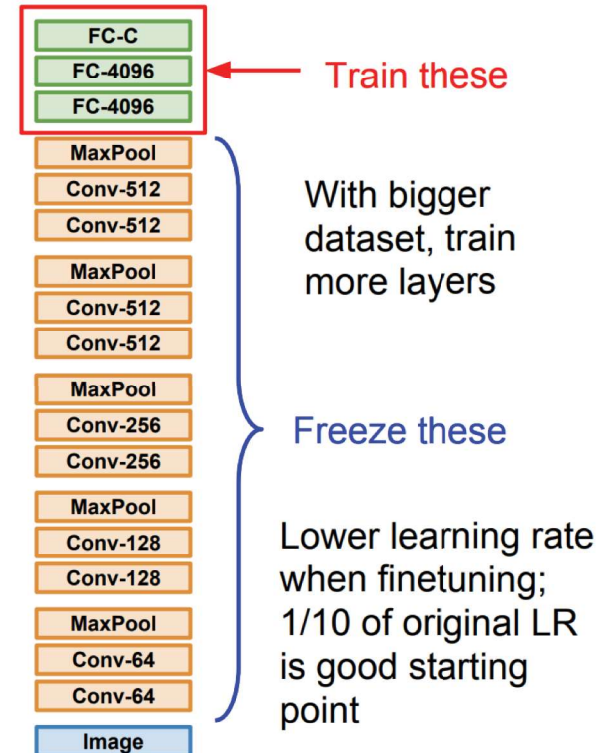 FC-C
FC-4096
FC-4096
Train these
MaxPool
Conv-512
Conv-512
With bigger
dataset, train
more layers
MaxPool
Conv-512
Conv-512
MaxPool
Conv-256
Conv-256
Freeze these
MaxPool
Conv-128
Conv-128
Lower learning rate
when finetuning;
1/10 of original LR
is good starting
point
MaxPool
Conv-64
Conv-64
Image